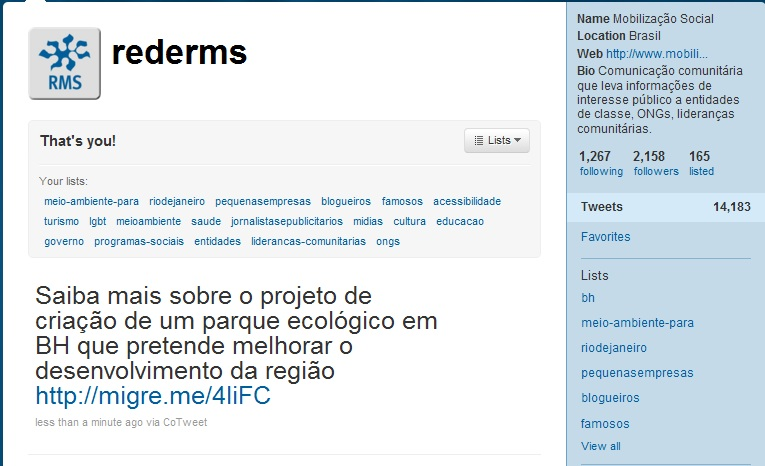 RMS
rederms
That's you!
Lists
Your lists:
meio-ambiente-para riodejaneiro pequenasempresas blogueiros famosos acessibilidade
turismo lgbt meioambiente saude jornalistasepublicitarios midias cultura educacao
governo programas-sociais entidades liderancas-comunitarias ongs
Saiba mais sobre o projeto de
criação de um parque ecológico em
BH que pretende melhorar o
desenvolvimento da região
http://migre.me/4IiFC
less than a minute ago via CoTweet
Name Mobilização Social
Location Brasil
Web http://www.mobili...
Bio Comunicação comunitária
que leva informações de
interesse público a entidades
de classe, ONGs, lideranças
comunitárias.
1,267 2,158 165
following followers listed
Tweets 14,183
Favorites
Lists
bh
meio-ambiente-para
riodejaneiro
pequenasempresas
blogueiros
famosos
View all